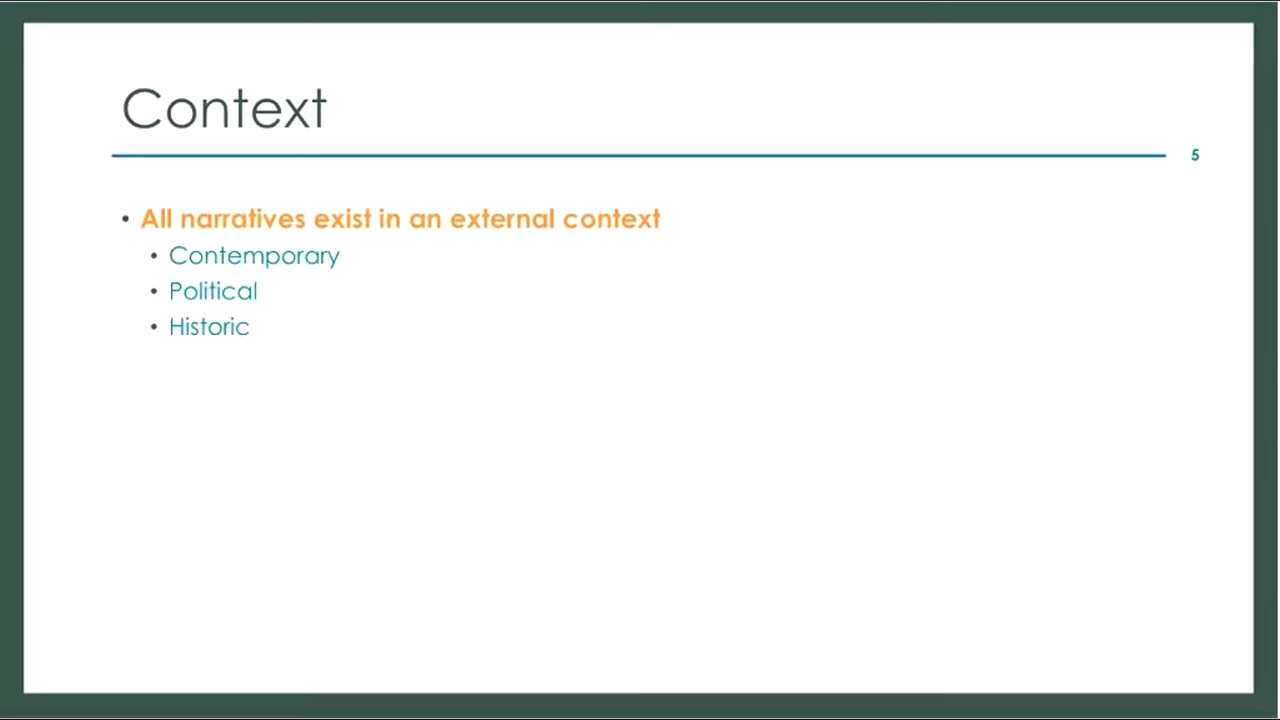 Context
5
• All narratives exist in an external context
• Contemporary
• Political
• Historic